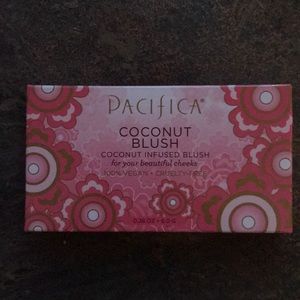 PACIFICA®
COCONUT
BLUSH
COCONUT INFUSED BLUSH
for your beautiful cheeks
100% VEGAN • CRUELTY-FREE